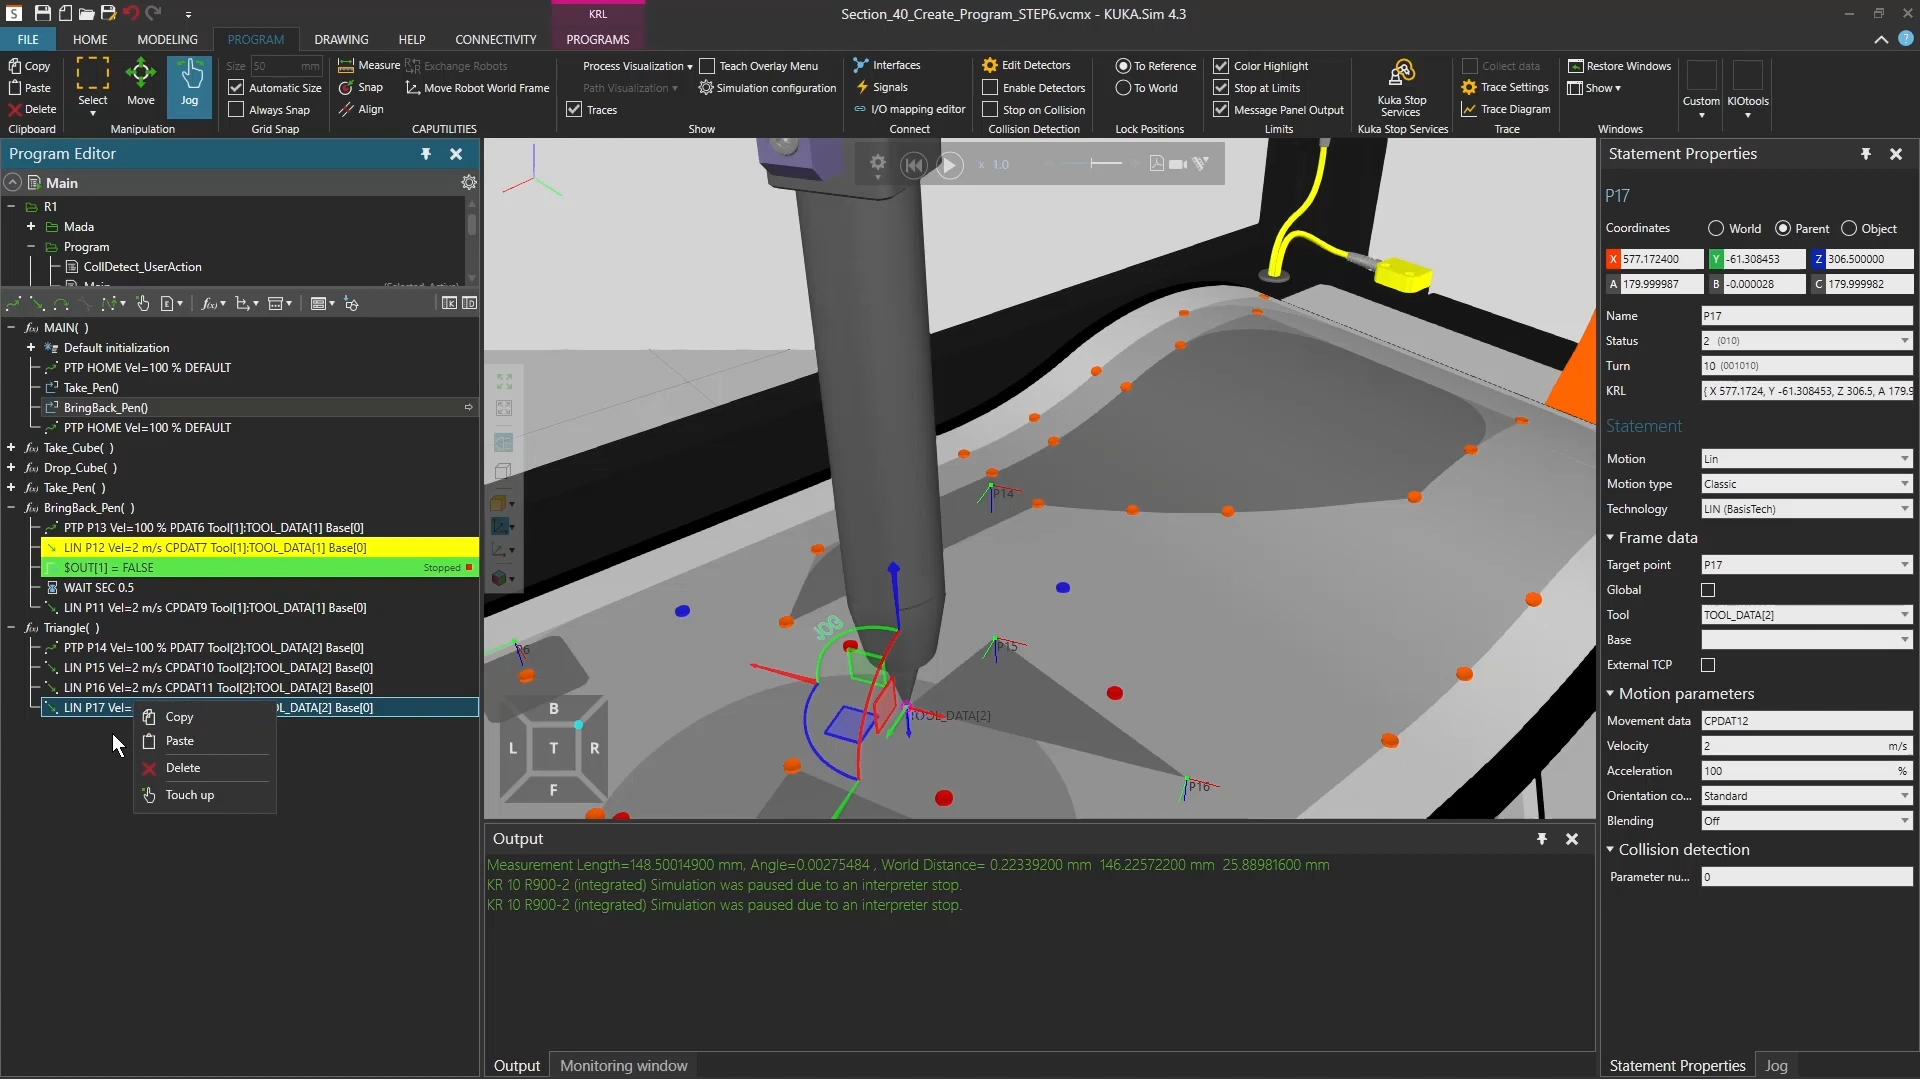 KRL
Section_40_Create_Program_STEP6.vcmx - KUKA.Sim 4.3
FILE HOME MODELING PROGRAM DRAWING HELP CONNECTIVITY PROGRAMS
Copy
Paste
Delete
Clipboard
Select
Move
Jog
Manipulation
Size 50 mm
Automatic Size
Always Snap
Grid Snap
Measure
Snap
Align
Exchange Robots
Move Robot World Frame
CAPUTILITIES
Process Visualization
Path Visualization
Traces
Teach Overlay Menu
Simulation configuration
Show
Interfaces
Signals
I/O mapping editor
Connect
Edit Detectors
Enable Detectors
Stop on Collision
Collision Detection
To Reference
To World
Lock Positions
Color Highlight
Stop at Limits
Message Panel Output
Limits
Kuka Stop
Services
Kuka Stop Services
Collect data
Trace Settings
Trace Diagram
Trace
Restore Windows
Show
Windows
Custom
KIOtools
Program Editor
Main
R1
Mada
Program
CollDetect_UserAction
MAIN( )
Default initialization
PTP HOME Vel=100 % DEFAULT
Take_Pen()
BringBack_Pen()
PTP HOME Vel=100 % DEFAULT
Take_Cube( )
Drop_Cube( )
Take_Pen( )
BringBack_Pen( )
PTP P13 Vel=100 % PDAT6 Tool[1]:TOOL_DATA[1] Base[0]
LIN P12 Vel=2 m/s CPDAT7 Tool[1]:TOOL_DATA[1] Base[0]
$OUT[1] = FALSE Stopped
WAIT SEC 0.5
LIN P11 Vel=2 m/s CPDAT9 Tool[1]:TOOL_DATA[1] Base[0]
Triangle( )
PTP P14 Vel=100 % PDAT7 Tool[2]:TOOL_DATA[2] Base[0]
LIN P15 Vel=2 m/s CPDAT10 Tool[2]:TOOL_DATA[2] Base[0]
LIN P16 Vel=2 m/s CPDAT11 Tool[2]:TOOL_DATA[2] Base[0]
LIN P17 Vel= OL_DATA[2] Base[0]
Copy
Paste
Delete
Touch up
x 1.0
P14
JOG
P6
P15
TOOL_DATA[2]
P16
B
L T R
F
Output
Measurement Length=148.50014900 mm, Angle=0.00275484 , World Distance= 0.22339200 mm 146.22572200 mm 25.88981600 mm
KR 10 R900-2 (integrated) Simulation was paused due to an interpreter stop.
KR 10 R900-2 (integrated) Simulation was paused due to an interpreter stop.
Output Monitoring window
Statement Properties
P17
Coordinates World Parent Object
X 577.172400 Y -61.308453 Z 306.500000
A 179.999987 B -0.000028 C 179.999982
Name P17
Status 2 (010)
Turn 10 (001010)
KRL { X 577.1724, Y -61.308453, Z 306.5, A 179.9
Statement
Motion Lin
Motion type Classic
Technology LIN (BasisTech)
Frame data
Target point P17
Global
Tool TOOL_DATA[2]
Base
External TCP
Motion parameters
Movement data CPDAT12
Velocity 2 m/s
Acceleration 100 %
Orientation co... Standard
Blending Off
Collision detection
Parameter nu... 0
Statement Properties Jog